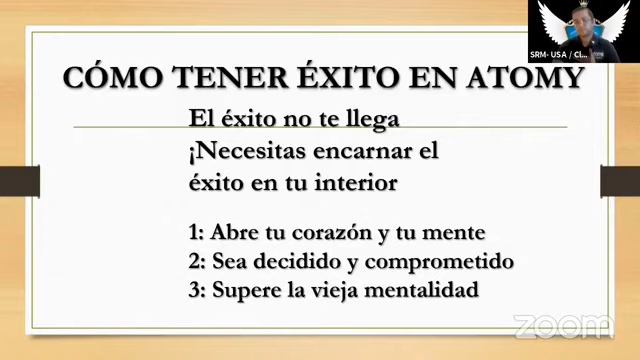 SRM- USA / Cl...
CÓMO TENER ÉXITO EN ATOMY
El éxito no te llega
¡Necesitas encarnar el
éxito en tu interior
1: Abre tu corazón y tu mente
2: Sea decidido y comprometido
3: Supere la vieja mentalidad
zoom